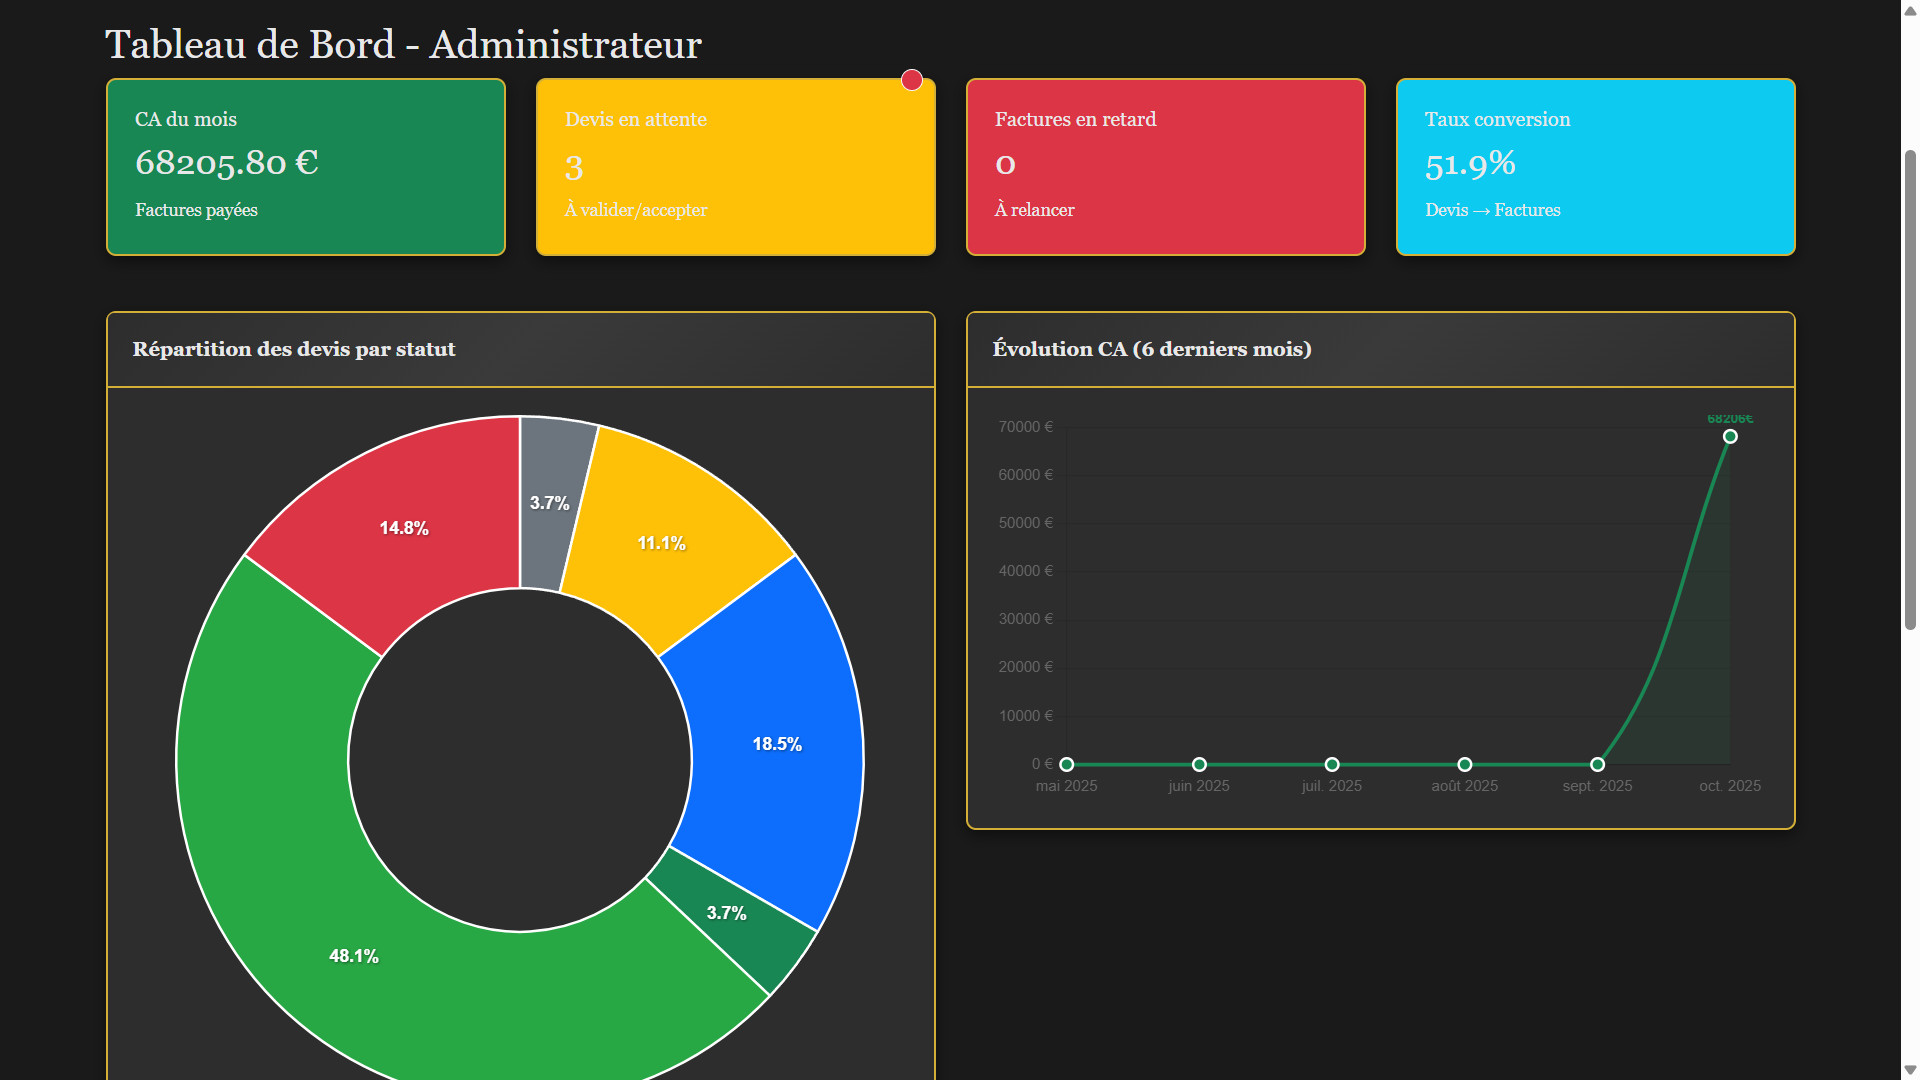 Tableau de Bord - Administrateur
CA du mois
68205.80 €
Factures payées
Devis en attente
3
À valider/accepter
Factures en retard
0
À relancer
Taux conversion
51.9%
Devis → Factures
Répartition des devis par statut
3.7%
11.1%
14.8%
18.5%
3.7%
48.1%
Évolution CA (6 derniers mois)
68206€
70000 €
60000 €
50000 €
40000 €
30000 €
20000 €
10000 €
0 €
mai 2025 juin 2025 juil. 2025 août 2025 sept. 2025 oct. 2025